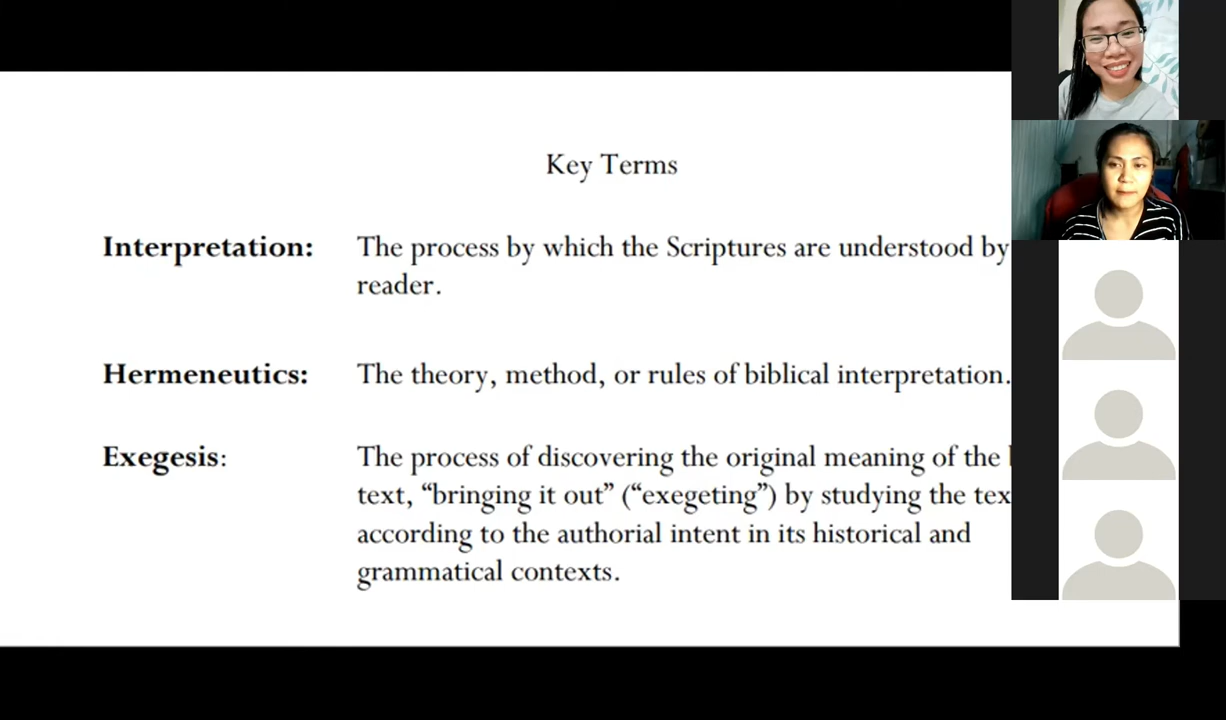 Key Terms
Interpretation: The process by which the Scriptures are understood by
reader.
Hermeneutics: The theory, method, or rules of biblical interpretation.
Exegesis: The process of discovering the original meaning of the
text, “bringing it out” (“exegeting”) by studying the
according to the authorial intent in its historical and
grammatical contexts.